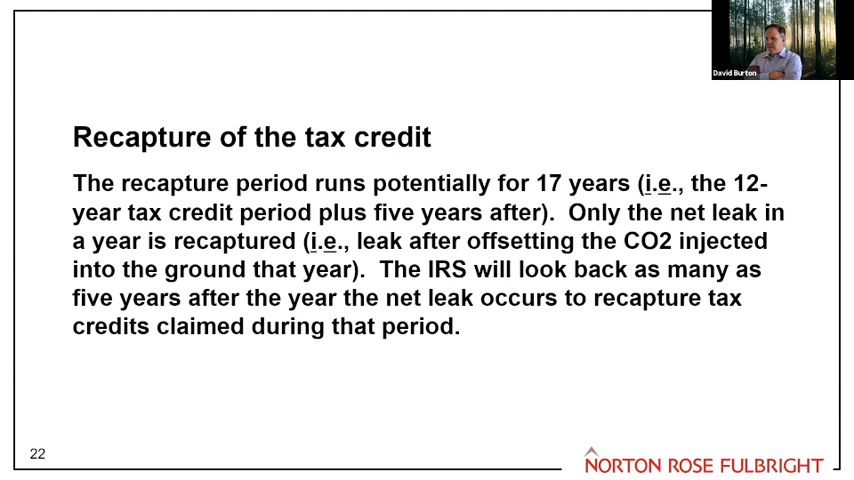 David Burton
Recapture of the tax credit
The recapture period runs potentially for 17 years (i.e., the 12-
year tax credit period plus five years after).  Only the net leak in
a year is recaptured (i.e., leak after offsetting the CO2 injected
into the ground that year).  The IRS will look back as many as
five years after the year the net leak occurs to recapture tax
credits claimed during that period.
22
NORTON ROSE FULBRIGHT